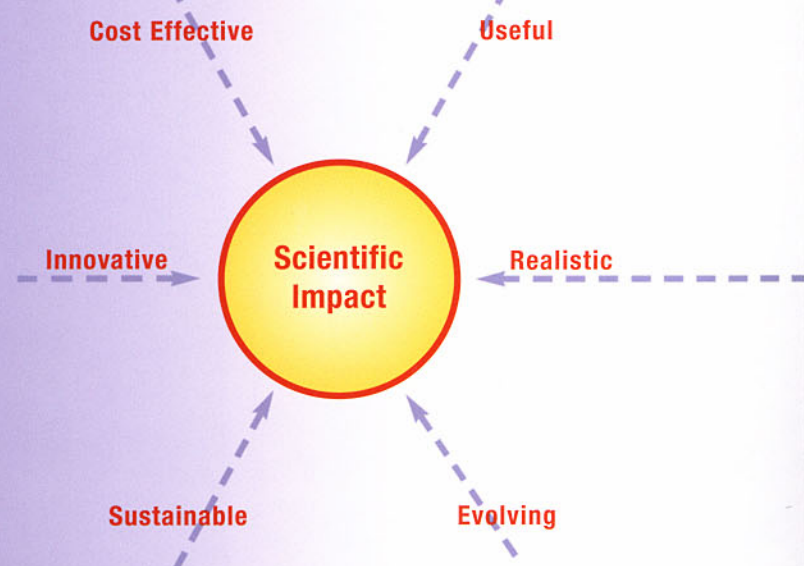 Cost Effective
Useful
Innovative
Scientific
Impact
Realistic
Sustainable
Evolving